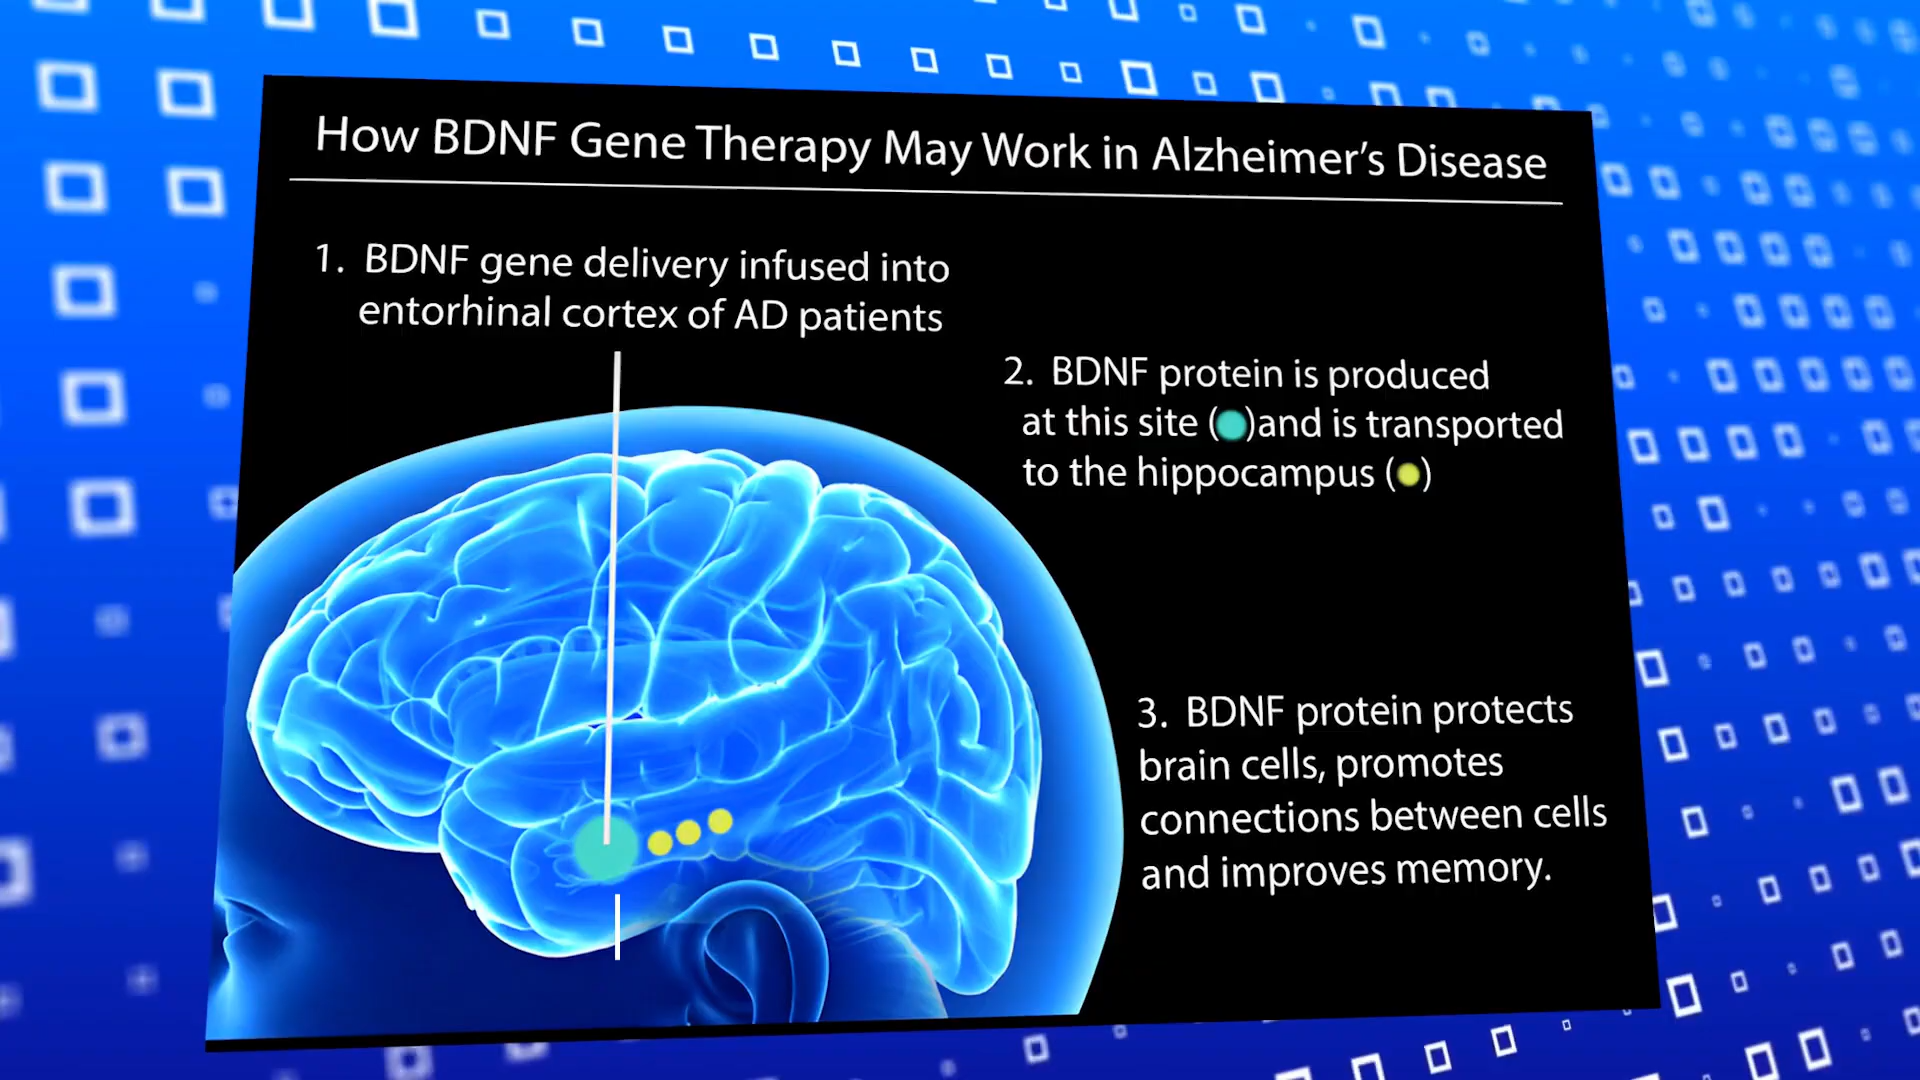 How BDNF Gene Therapy May Work in Alzheimer's Disease
1. BDNF gene delivery infused into
entorhinal cortex of AD patients
2. BDNF protein is produced
at this site ( )and is transported
to the hippocampus ( )
3. BDNF protein protects
brain cells, promotes
connections between cells
and improves memory.